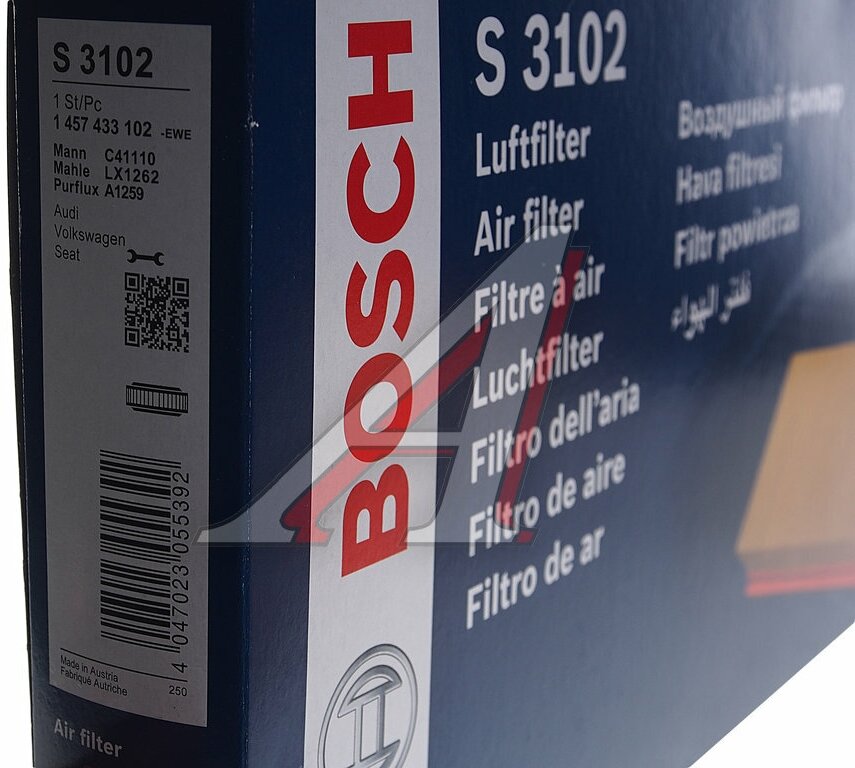 S 3102
1 St/Pc
1 457 433 102 -EWE
Mann C41110
Mahle LX1262
Purflux A1259
Audi
Volkswagen
Seat
4 047023 055392
Made in Austria
Fabriqué Autriche
250
Air filter
BOSCH
S 3102
Luftfilter
Air filter
Filtre à air
Luchtfilter
Filtro dell'aria
Filtro de aire
Filtro de ar
Воздушный фильтр
Hava filtresi
Filtr powietrza
فلتر الهواء